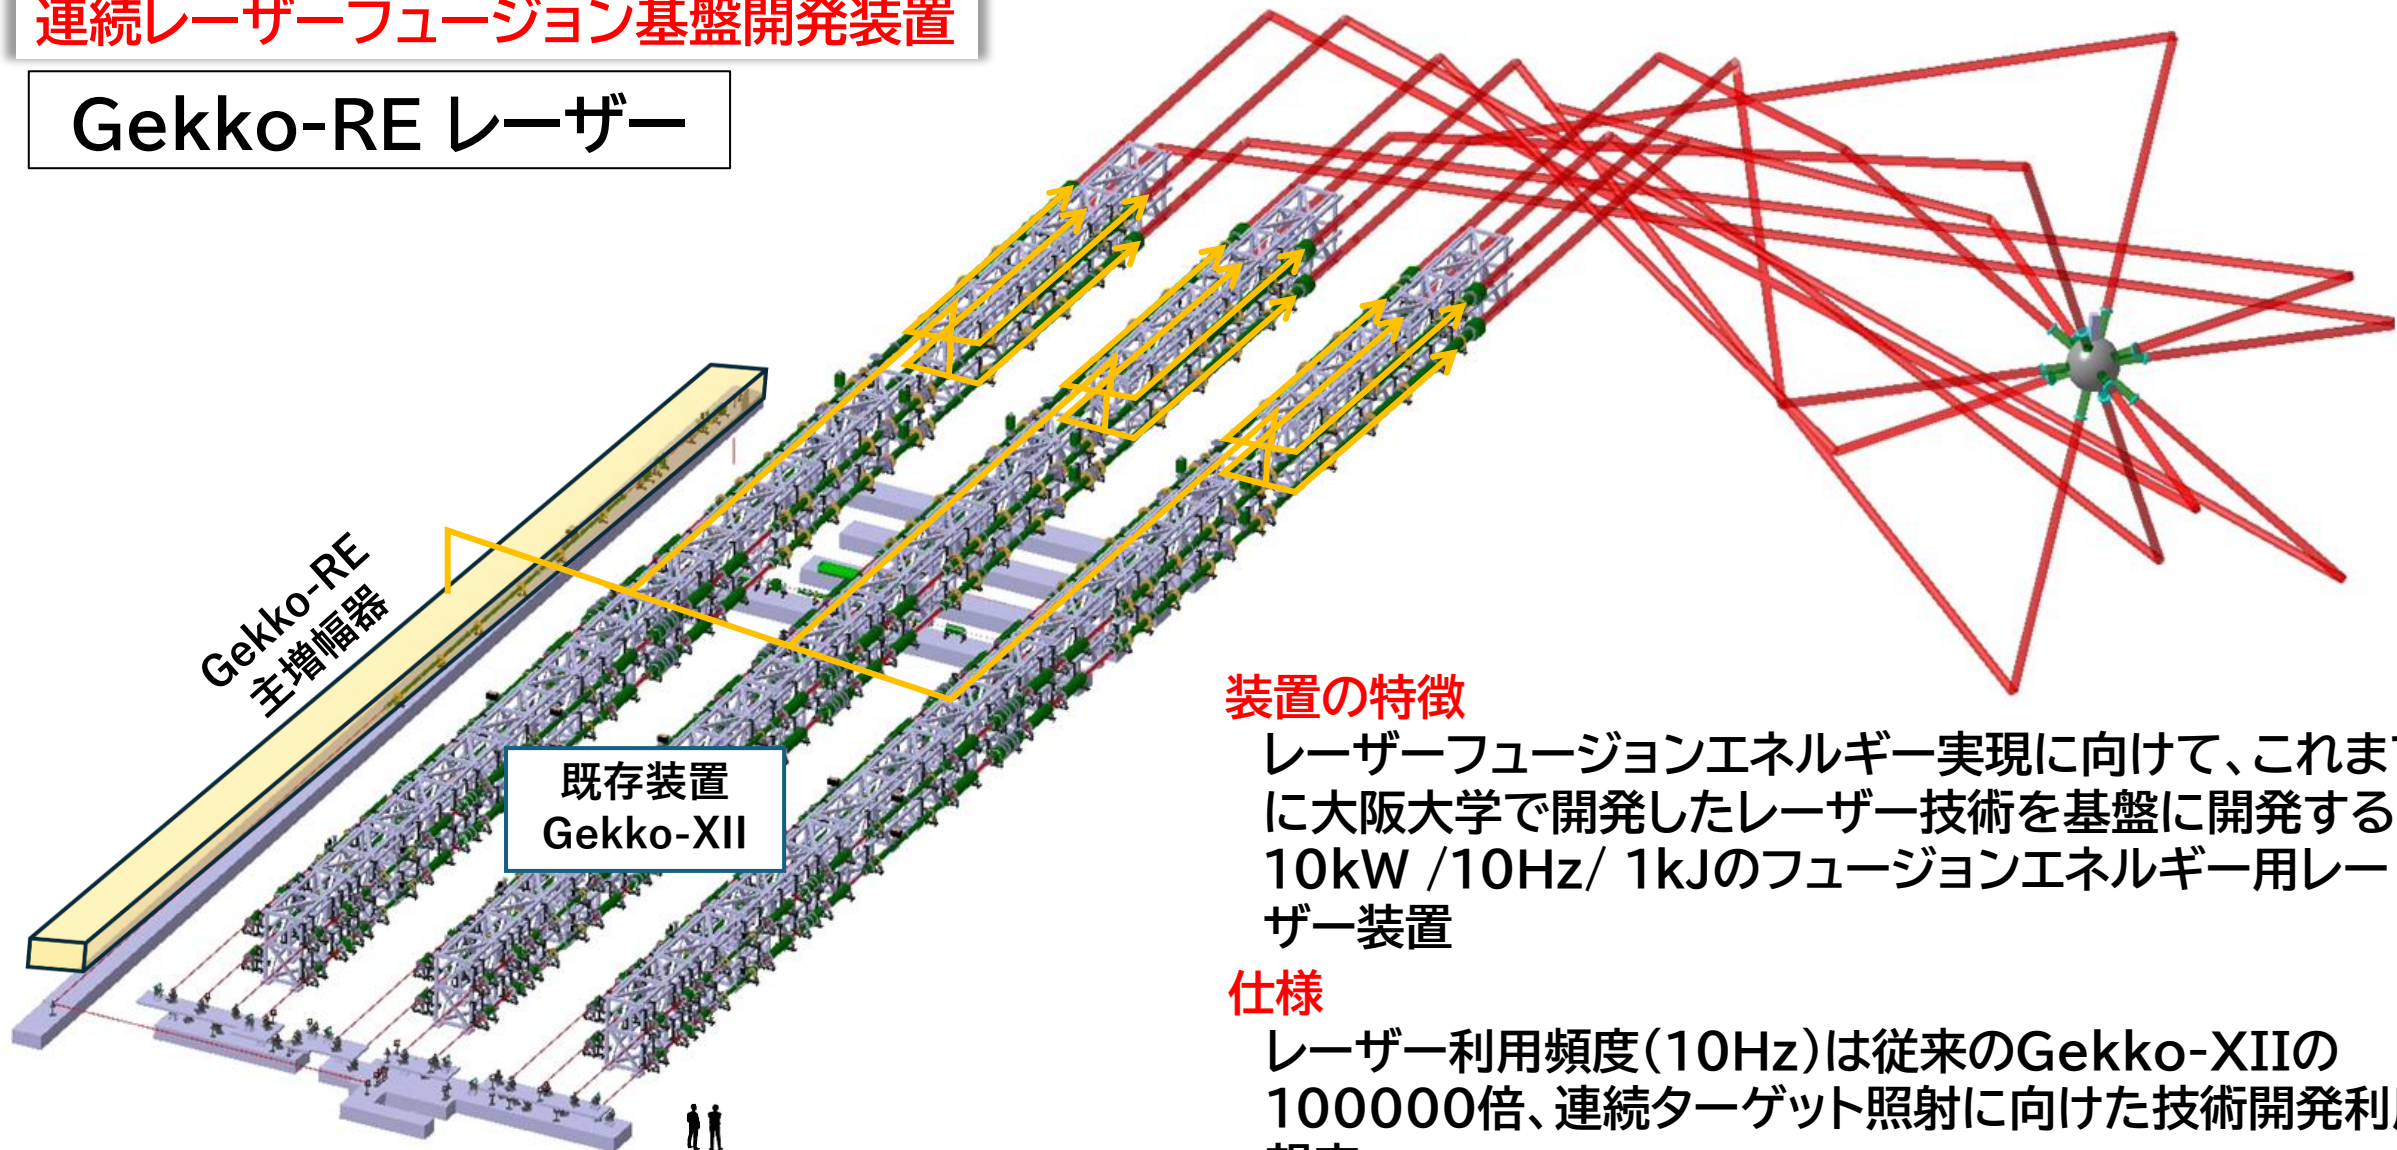 連続レーザーフュージョン基盤開発装置
Gekko-RE レーザー
Gekko-RE
主増幅器
既存装置
Gekko-XII
装置の特徴
レーザーフュージョンエネルギー実現に向けて、これまで
に大阪大学で開発したレーザー技術を基盤に開発する
10kW /10Hz/ 1kJのフュージョンエネルギー用レー
ザー装置
仕様
レーザー利用頻度(10Hz)は従来のGekko-XIIの
100000倍、連続ターゲット照射に向けた技術開発利用